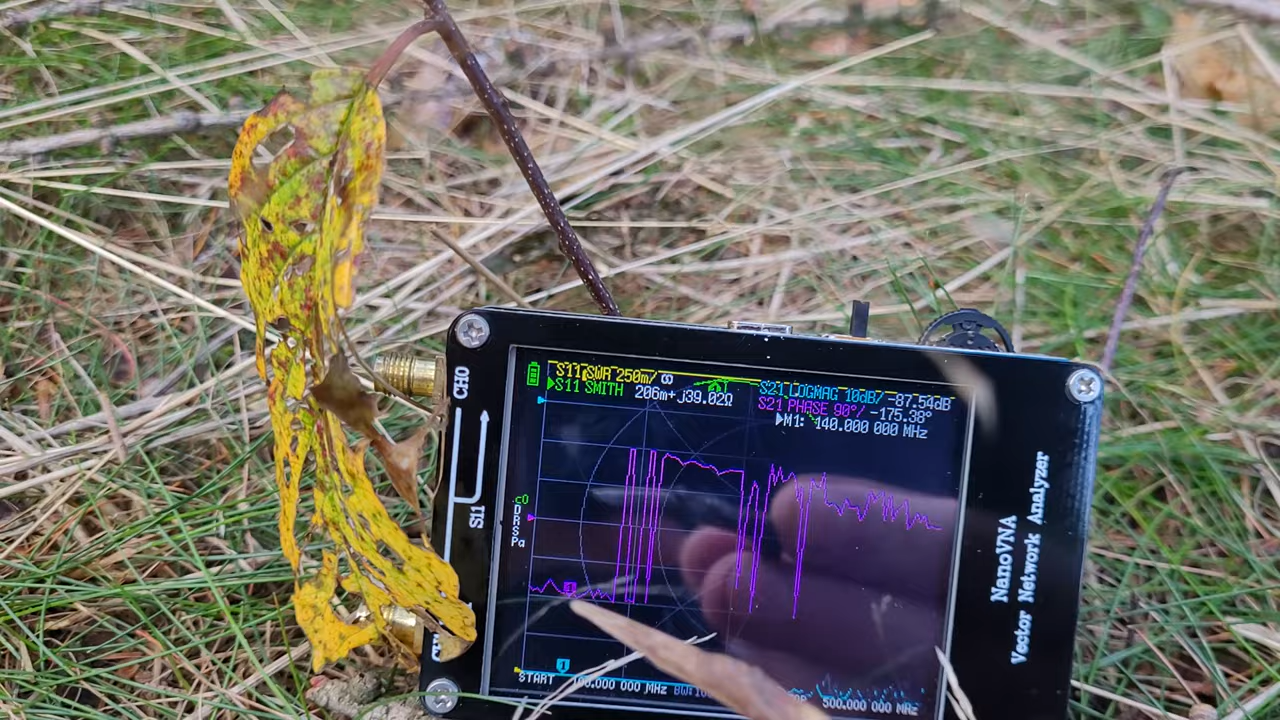 S11 SWR 250m/ ∞
S11 SMITH 206m+j39.02Ω
S21 LOGMAG 10dB/ -87.54dB
S21 PHASE 90°/ -175.38°
▶M1: 140.000 000 MHz
c0
D
R
S
Pa
START 100.000 000 MHz
500.000 000 MHz
CH0
S11
NanoVNA
Vector Network Analyzer